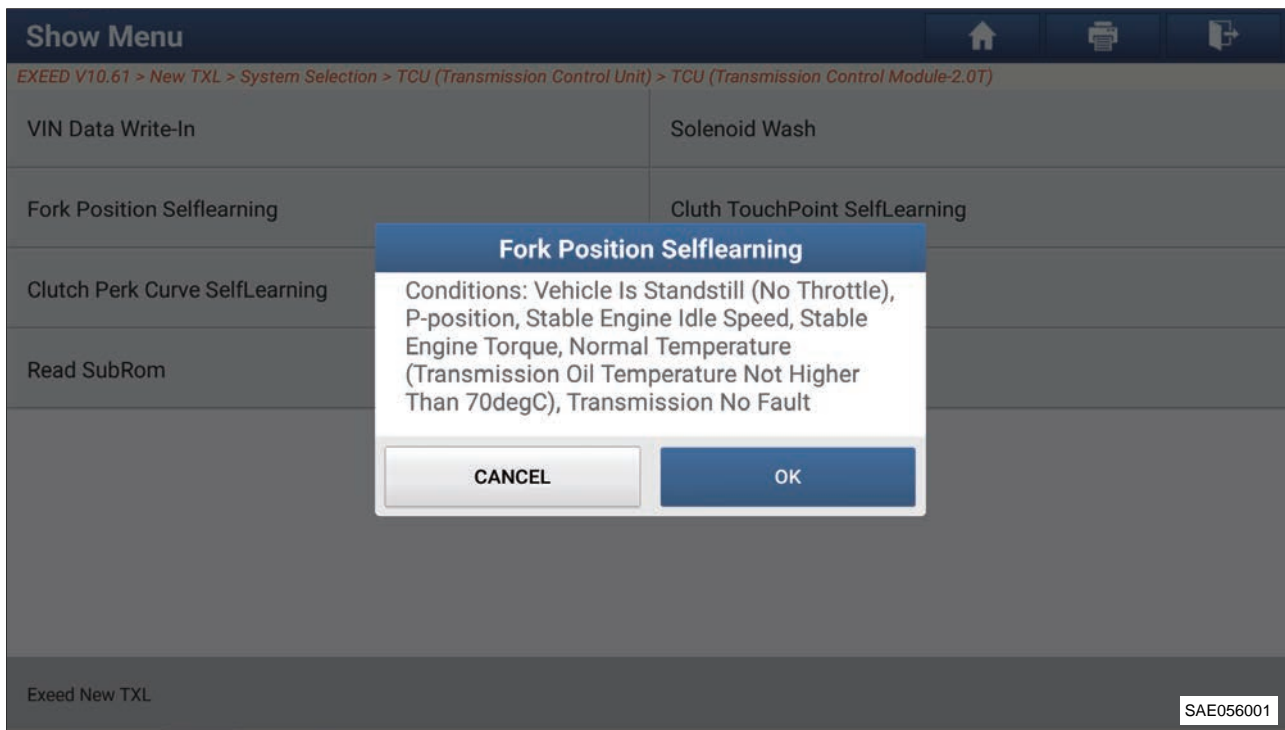 Show Menu
EXEED V10.61 > New TXL > System Selection > TCU (Transmission Control Unit) > TCU (Transmission Control Module-2.0T)
VIN Data Write-In
Solenoid Wash
Fork Position Selflearning
Cluth TouchPoint SelfLearning
Clutch Perk Curve SelfLearning
Read SubRom
Fork Position Selflearning
Conditions: Vehicle Is Standstill (No Throttle),
P-position, Stable Engine Idle Speed, Stable
Engine Torque, Normal Temperature
(Transmission Oil Temperature Not Higher
Than 70degC), Transmission No Fault
CANCEL
OK
Exeed New TXL
SAE056001